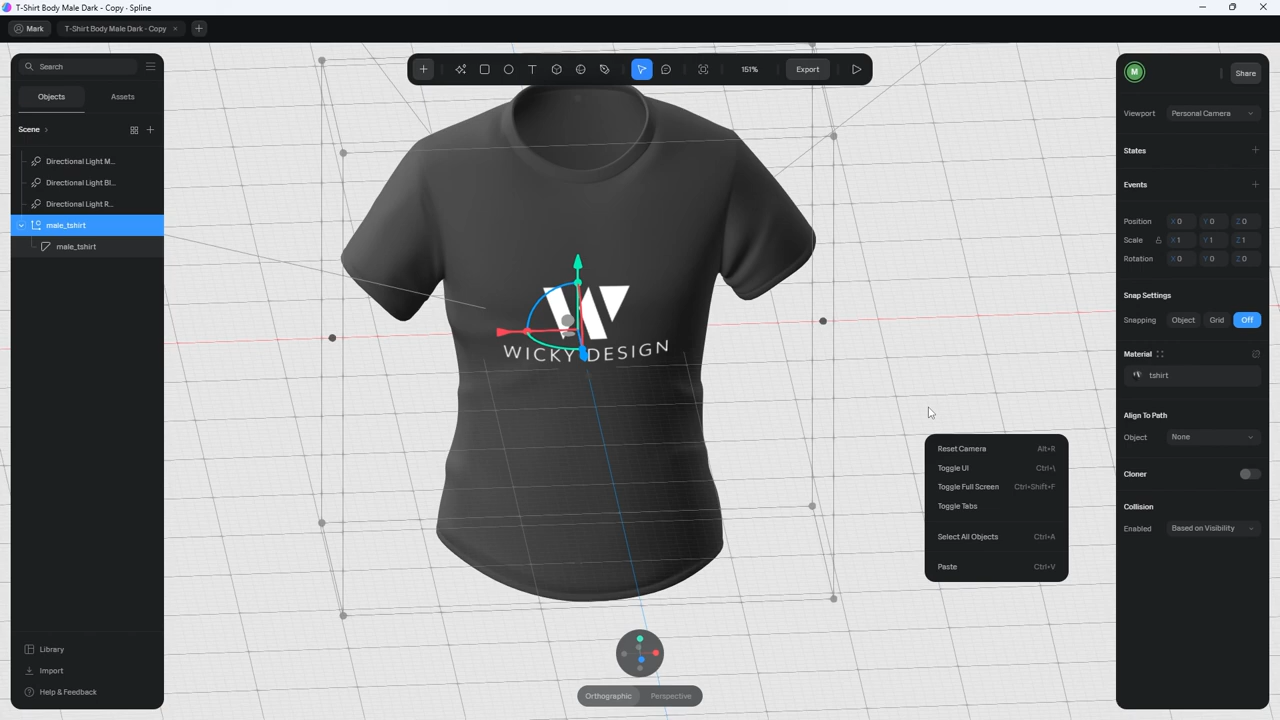 T-Shirt Body Male Dark - Copy - Spline
Mark
T-Shirt Body Male Dark - Copy
Search
151%
Export
Share
Objects
Assets
Scene
Directional Light M...
Directional Light Bl...
Directional Light R...
male_tshirt
male_tshirt
Library
Import
Help & Feedback
W
WICKY DESIGN
Reset Camera Alt+R
Toggle UI Ctrl+\
Toggle Full Screen Ctrl+Shift+F
Toggle Tabs
Select All Objects Ctrl+A
Paste Ctrl+V
Orthographic
Perspective
M
Viewport Personal Camera
States
Events
Position X 0 Y 0 Z 0
Scale X 1 Y 1 Z 1
Rotation X 0 Y 0 Z 0
Snap Settings
Snapping Object Grid Off
Material
tshirt
Align To Path
Object None
Cloner
Collision
Enabled Based on Visibility